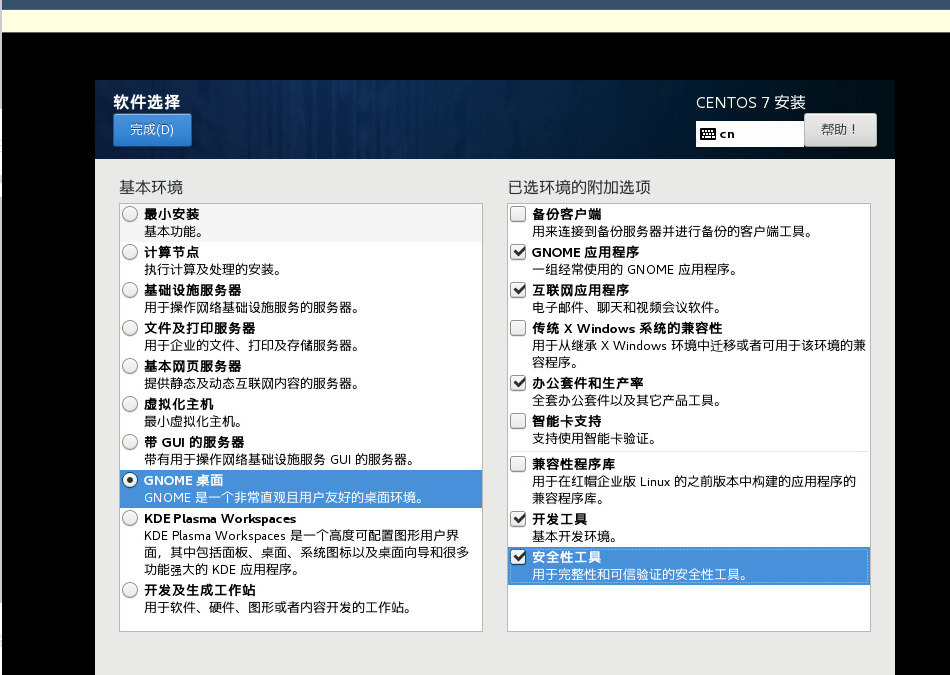 软件选择
完成(D)
CENTOS 7 安装
cn
帮助！
基本环境
最小安装
基本功能。
计算节点
执行计算及处理的安装。
基础设施服务器
用于操作网络基础设施服务的服务器。
文件及打印服务器
用于企业的文件、打印及存储服务器。
基本网页服务器
提供静态及动态互联网内容的服务器。
虚拟化主机
最小虚拟化主机。
带 GUI 的服务器
带有用于操作网络基础设施服务 GUI 的服务器。
GNOME 桌面
GNOME 是一个非常直观且用户友好的桌面环境。
KDE Plasma Workspaces
KDE Plasma Workspaces 是一个高度可配置图形用户界
面，其中包括面板、桌面、系统图标以及桌面向导和很多
功能强大的 KDE 应用程序。
开发及生成工作站
用于软件、硬件、图形或者内容开发的工作站。
已选环境的附加选项
备份客户端
用来连接到备份服务器并进行备份的客户端工具。
GNOME 应用程序
一组经常使用的 GNOME 应用程序。
互联网应用程序
电子邮件、聊天和视频会议软件。
传统 X Windows 系统的兼容性
用于从继承 X Windows 环境中迁移或者可用于该环境的兼
容程序。
办公套件和生产率
全套办公套件以及其它产品工具。
智能卡支持
支持使用智能卡验证。
兼容性程序库
用于在红帽企业版 Linux 的之前版本中构建的应用程序的
兼容程序库。
开发工具
基本开发环境。
安全性工具
用于完整性和可信验证的安全性工具。